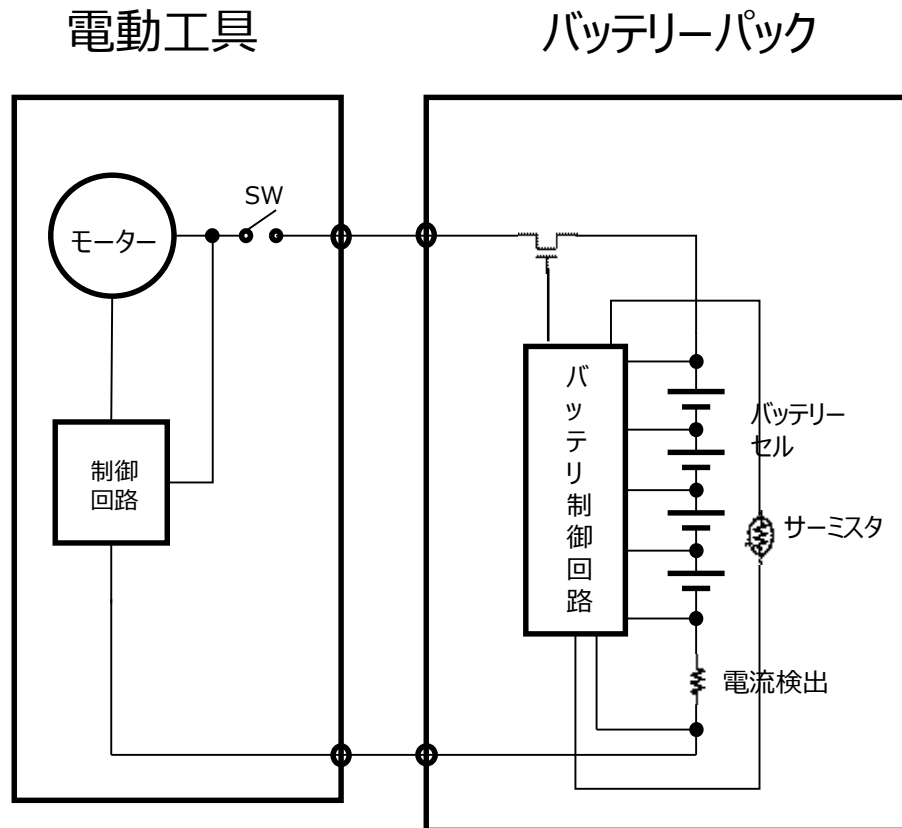 電動工具
バッテリーパック
SW
モーター
制御
回路
バッテリ制御回路
バッテリー
セル
サーミスタ
電流検出